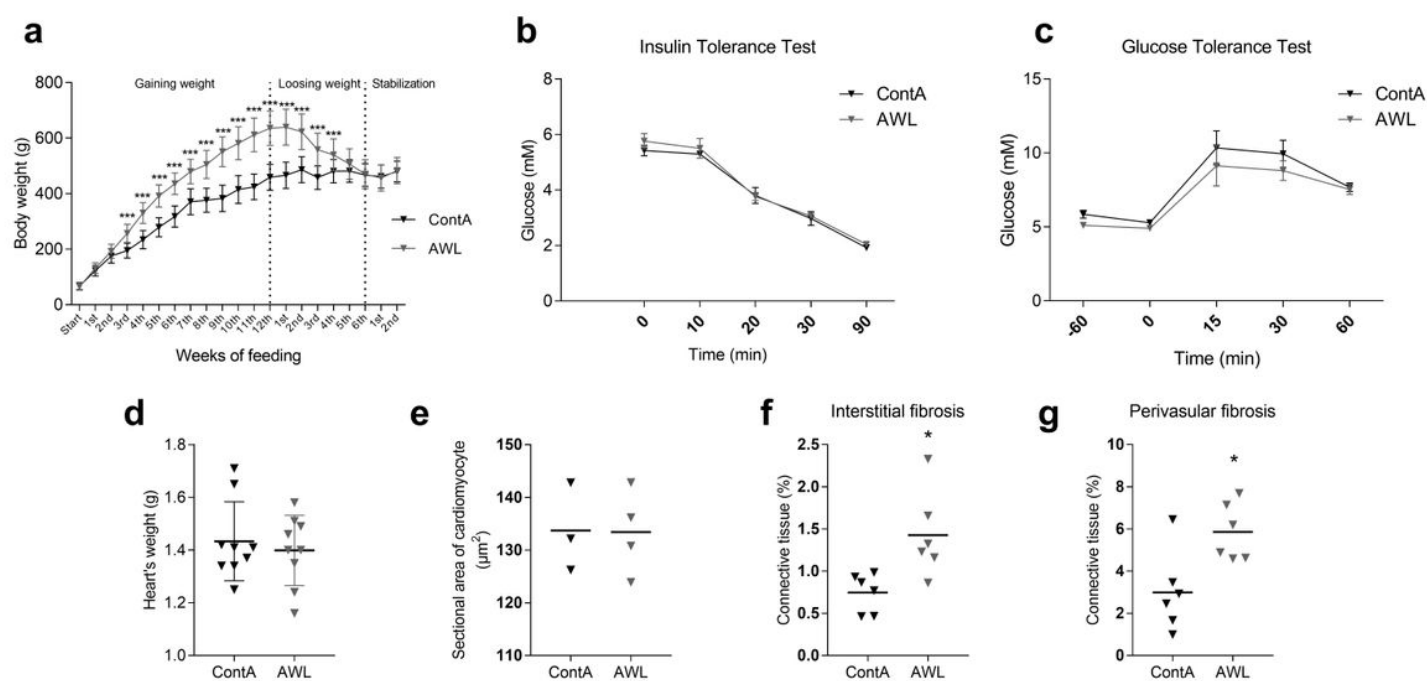 a
Gaining weight
Loosing weight
Stabilization
Body weight (g)
800
600
400
200
0
***
***
***
***
***
***
***
***
***
***
***
***
***
***
Start
1st
2nd
3rd
4th
5th
6th
7th
8th
9th
10th
11th
12th
1st
2nd
3rd
4th
5th
6th
1st
2nd
Weeks of feeding
ContA
AWL
b
Insulin Tolerance Test
Glucose (mM)
8
6
4
2
0
0
10
20
30
90
Time (min)
ContA
AWL
c
Glucose Tolerance Test
Glucose (mM)
15
10
5
0
-60
0
15
30
60
Time (min)
ContA
AWL
d
Heart's weight (g)
1.8
1.6
1.4
1.2
1.0
ContA
AWL
e
Sectional area of cardiomyocyte
(µm²)
150
140
130
120
110
ContA
AWL
f
Interstitial fibrosis
Connective tissue (%)
2.5
2.0
1.5
1.0
0.5
0.0
*
ContA
AWL
g
Perivasular fibrosis
Connective tissue (%)
10
8
6
4
2
0
*
ContA
AWL